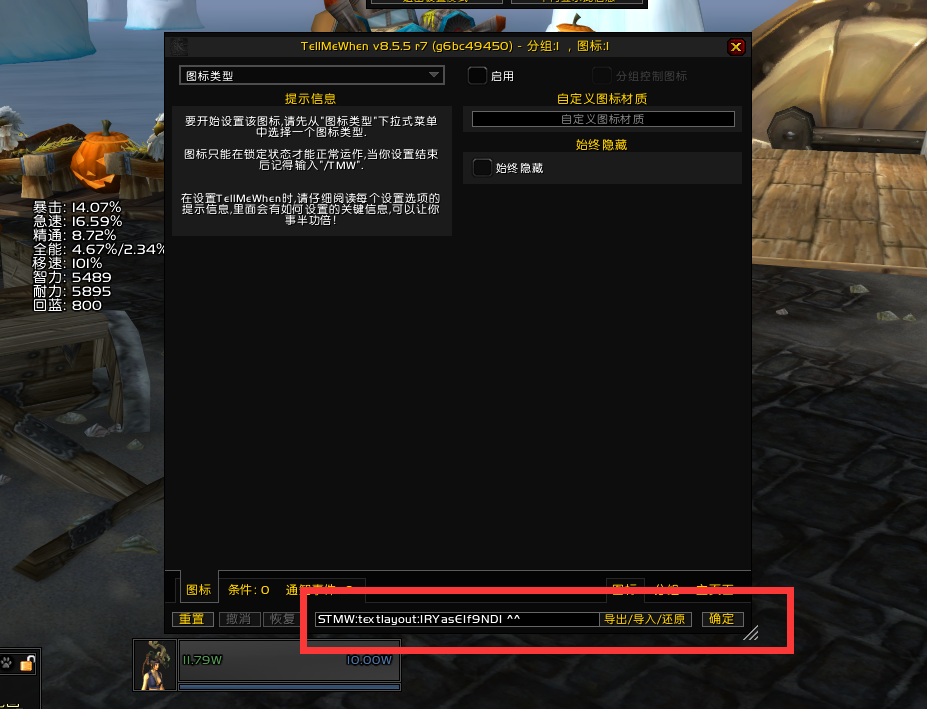 TellMeWhen v8.5.5 r7 (g6bc49450) - 分组:1 , 图标:1
图标类型
启用
分组控制图标
提示信息
自定义图标材质
要开始设置该图标,请先从"图标类型"下拉式菜单
中选择一个图标类型.
自定义图标材质
始终隐藏
图标只能在锁定状态才能正常运作,当你设置结束
后记得输入"/TMW".
始终隐藏
在设置TellMeWhen时,请仔细阅读每个设置选项的
提示信息,里面会有如何设置的关键信息,可以让你
事半功倍!
暴击: 14.07%
急速: 16.59%
精通: 8.72%
全能: 4.67%/2.34%
移速: 101%
智力: 5489
耐力: 5895
回蓝: 800
图标
条件: 0
通知事件: 0
图标
分组
主页面
重置
撤消
恢复
STMW:textlayout:1RYasE1f9NDI ^^
导出/导入/还原
确定
11.79W
10.00W